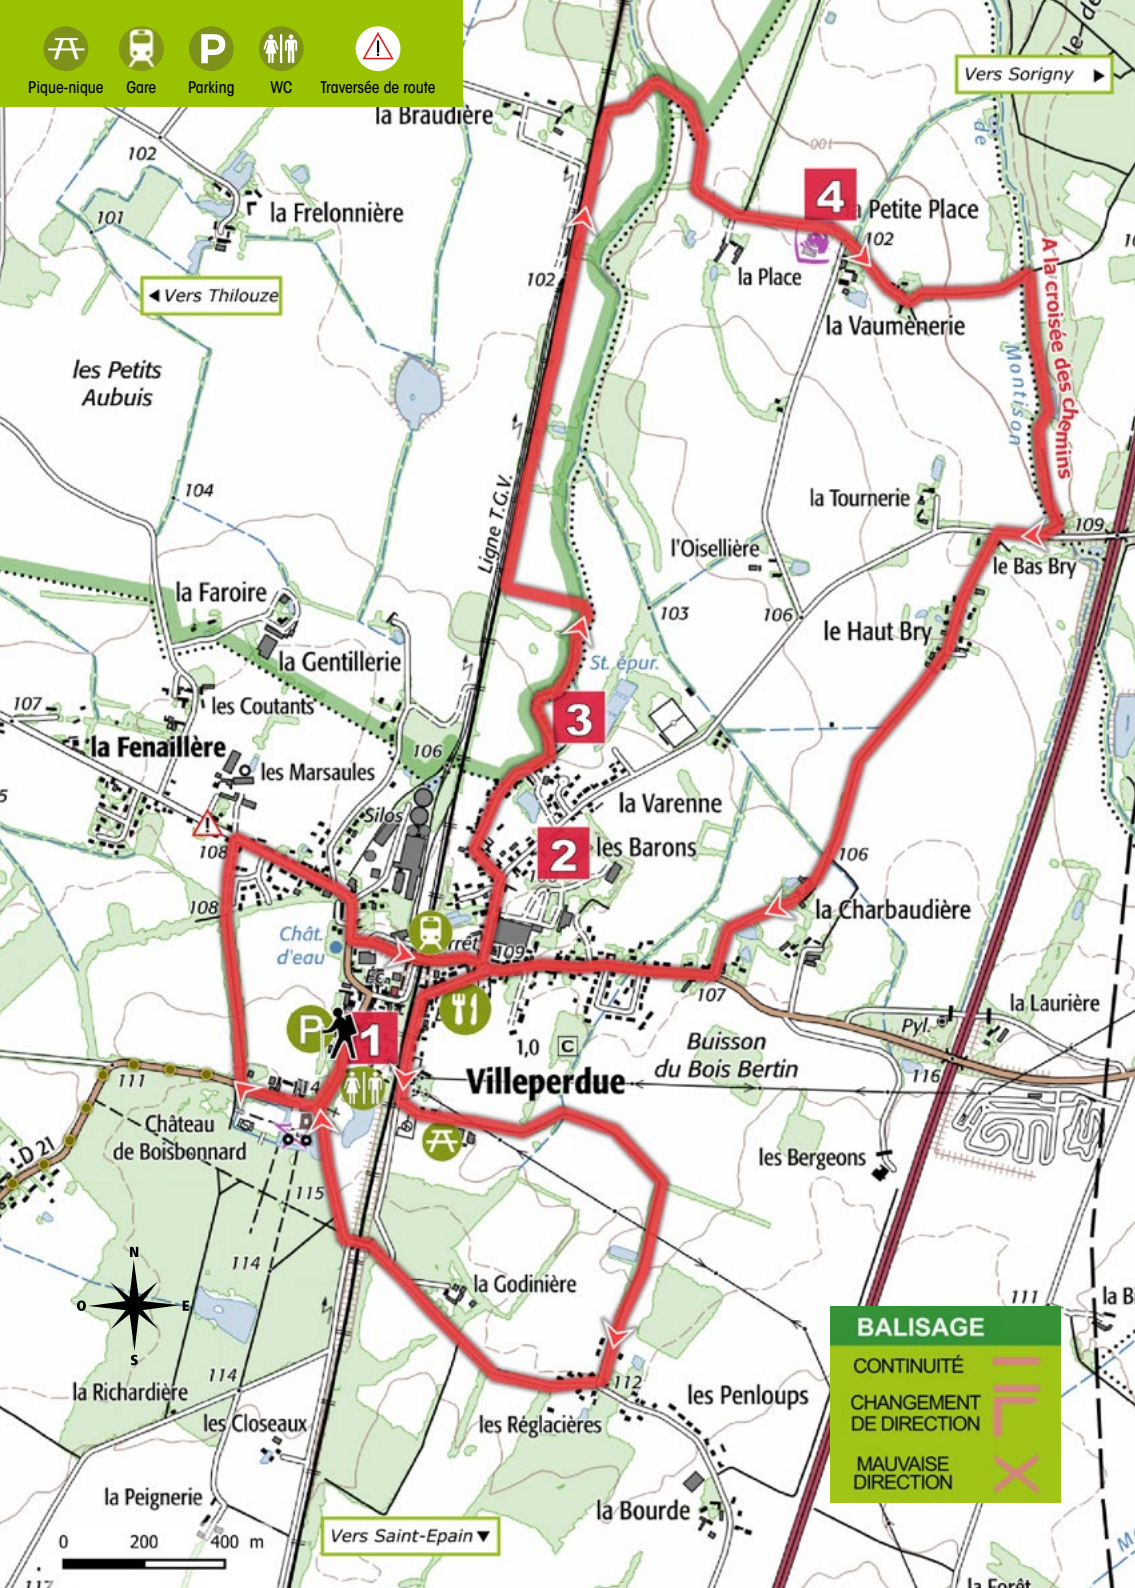 Pique-nique
Gare
P
Parking
WC
Traversée de route
Vers Sorigny
la Braudière
102
101
la Frelonnière
Vers Thilouze
les Petits
Aubuis
104
102
Ligne T.G.V.
001
4
Petite Place
102
la Place
la Vaumènerie
de
Montison
A la croisée des chemins
109
la Tournerie
l'Oisellière
le Bas Bry
le Haut Bry
103
106
la Faroire
la Gentillerie
les Coutants
107
la Fenaillère
les Marsaules
106
St. épur.
3
Silos
la Varenne
2
les Barons
108
108
106
la Charbaudière
Chât.
d'eau
109
107
la Laurière
Pyl.
116
P
1
1,0
C
Buisson
du Bois Bertin
Villeperdue
111
114
Château
de Boisbonnard
D 21
les Bergeons
115
114
N
O
E
S
la Godinière
111
la B
112
la Richardière
114
les Closeaux
les Réglacières
les Penloups
la Peignerie
la Bourde
BALISAGE
CONTINUITÉ
CHANGEMENT
DE DIRECTION
MAUVAISE
DIRECTION
0 200 400 m
Vers Saint-Epain
117
la Forêt